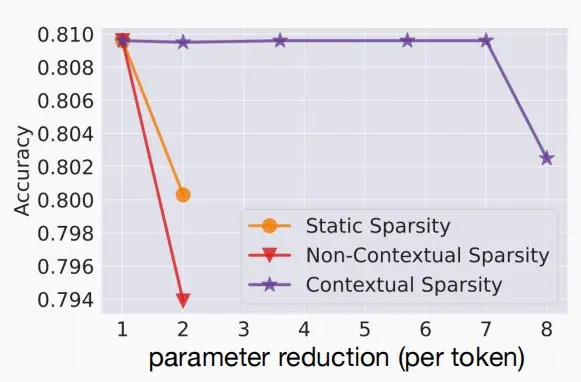 0.810
0.808
0.806
0.804
0.802
0.800
0.798
0.796
0.794
Accuracy
Static Sparsity
Non-Contextual Sparsity
Contextual Sparsity
1 2 3 4 5 6 7 8
parameter reduction (per token)